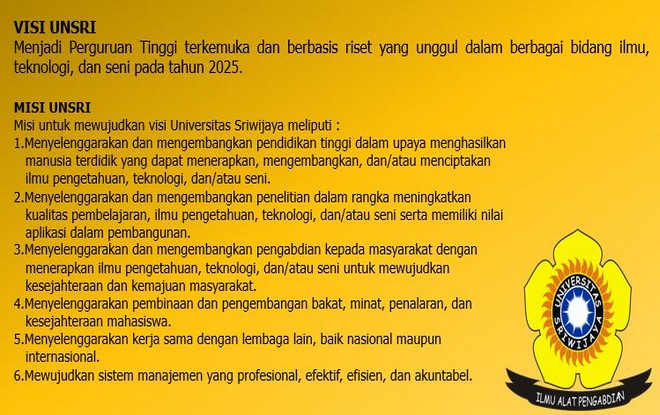 VISI UNSRI
Menjadi Perguruan Tinggi terkemuka dan berbasis riset yang unggul dalam berbagai bidang ilmu,
teknologi, dan seni pada tahun 2025.
MISI UNSRI
Misi untuk mewujudkan visi Universitas Sriwijaya meliputi :
1.Menyelenggarakan dan mengembangkan pendidikan tinggi dalam upaya menghasilkan
manusia terdidik yang dapat menerapkan, mengembangkan, dan/atau menciptakan
ilmu pengetahuan, teknologi, dan/atau seni.
2.Menyelenggarakan dan mengembangkan penelitian dalam rangka meningkatkan
kualitas pembelajaran, ilmu pengetahuan, teknologi, dan/atau seni serta memiliki nilai
aplikasi dalam pembangunan.
3.Menyelenggarakan dan mengembangkan pengabdian kepada masyarakat dengan
menerapkan ilmu pengetahuan, teknologi, dan/atau seni untuk mewujudkan
kesejahteraan dan kemajuan masyarakat.
4.Menyelenggarakan pembinaan dan pengembangan bakat, minat, penalaran, dan
kesejahteraan mahasiswa.
5.Menyelenggarakan kerja sama dengan lembaga lain, baik nasional maupun
internasional.
6.Mewujudkan sistem manajemen yang profesional, efektif, efisien, dan akuntabel.
UNIVERSITAS
SRIWIJAYA
ILMU ALAT PENGABDIAN